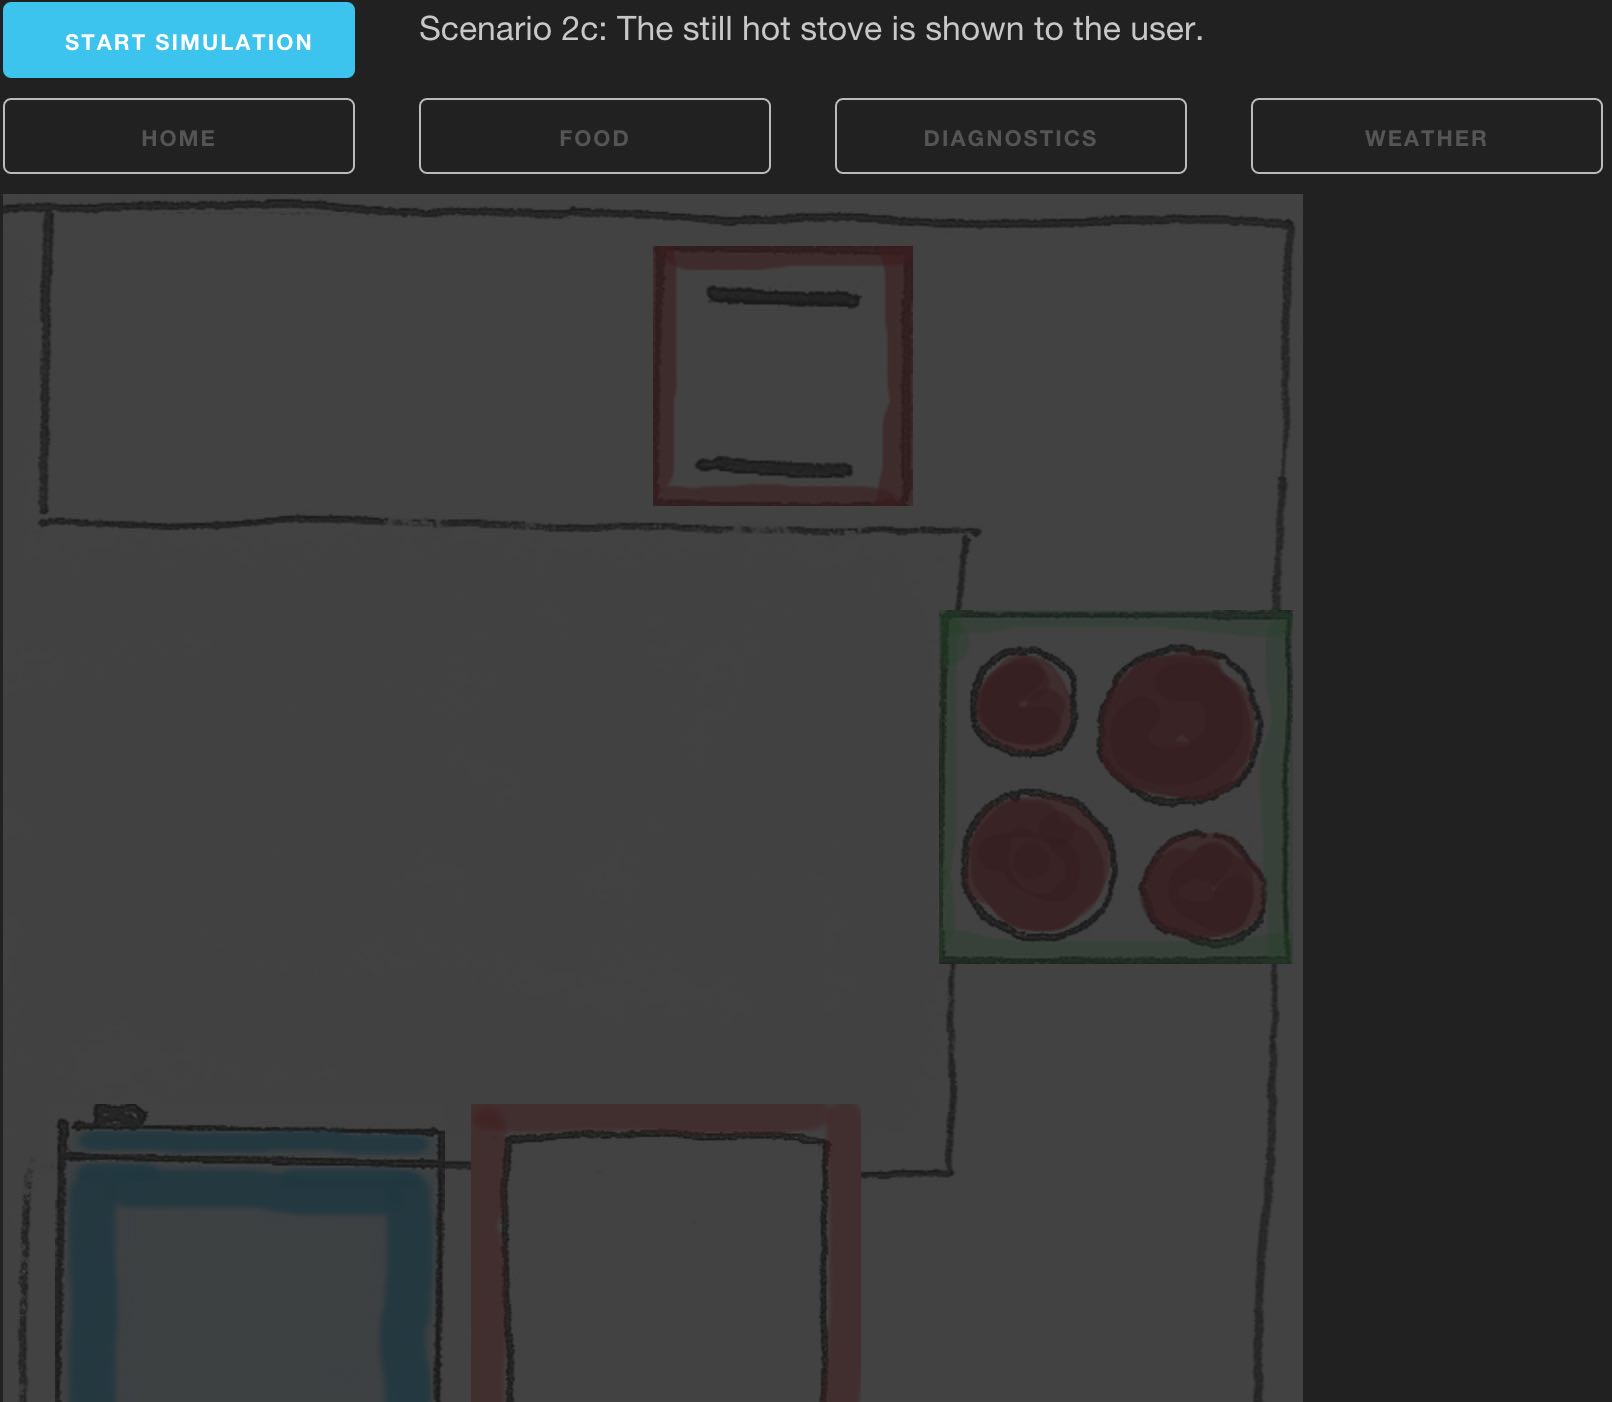 START SIMULATION
Scenario 2c: The still hot stove is shown to the user.
HOME
FOOD
DIAGNOSTICS
WEATHER